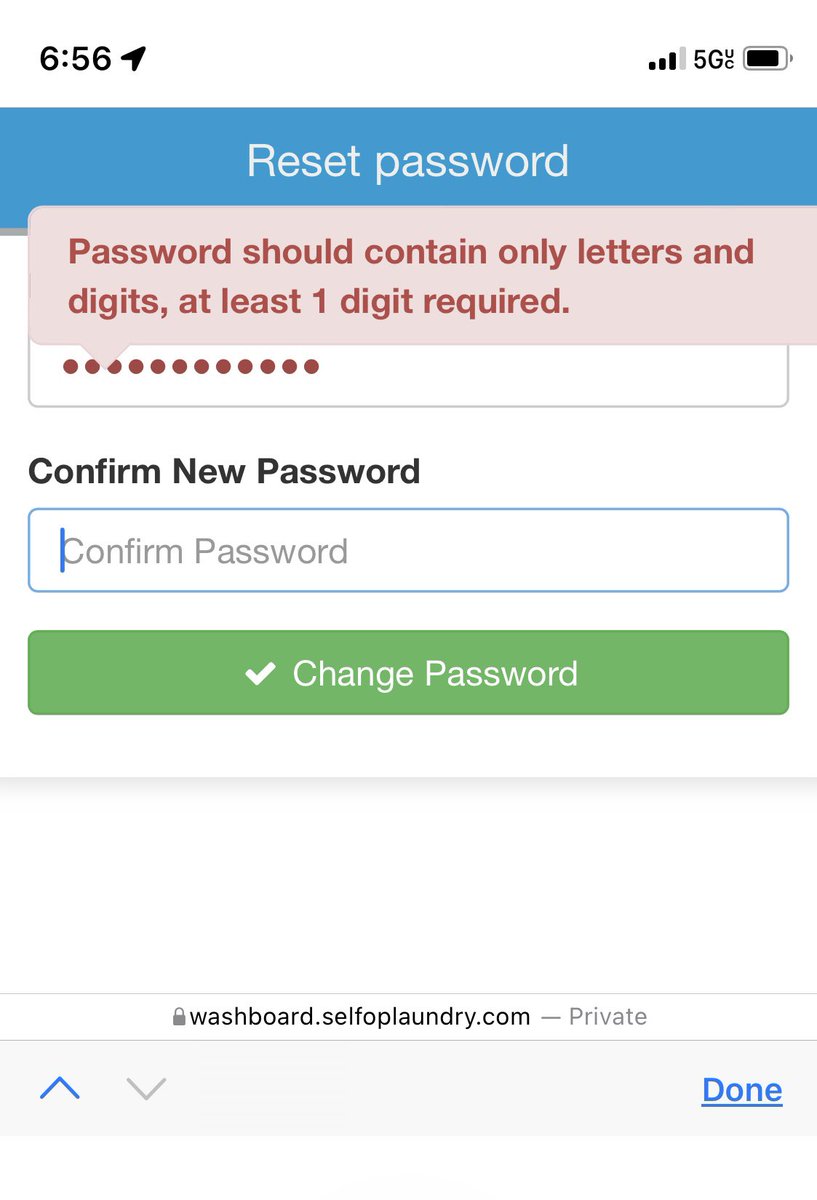 6:56
5G UC
Reset password
Password should contain only letters and
digits, at least 1 digit required.
••••••••••••
Confirm New Password
Confirm Password
Change Password
washboard.selfoplaundry.com — Private
Done